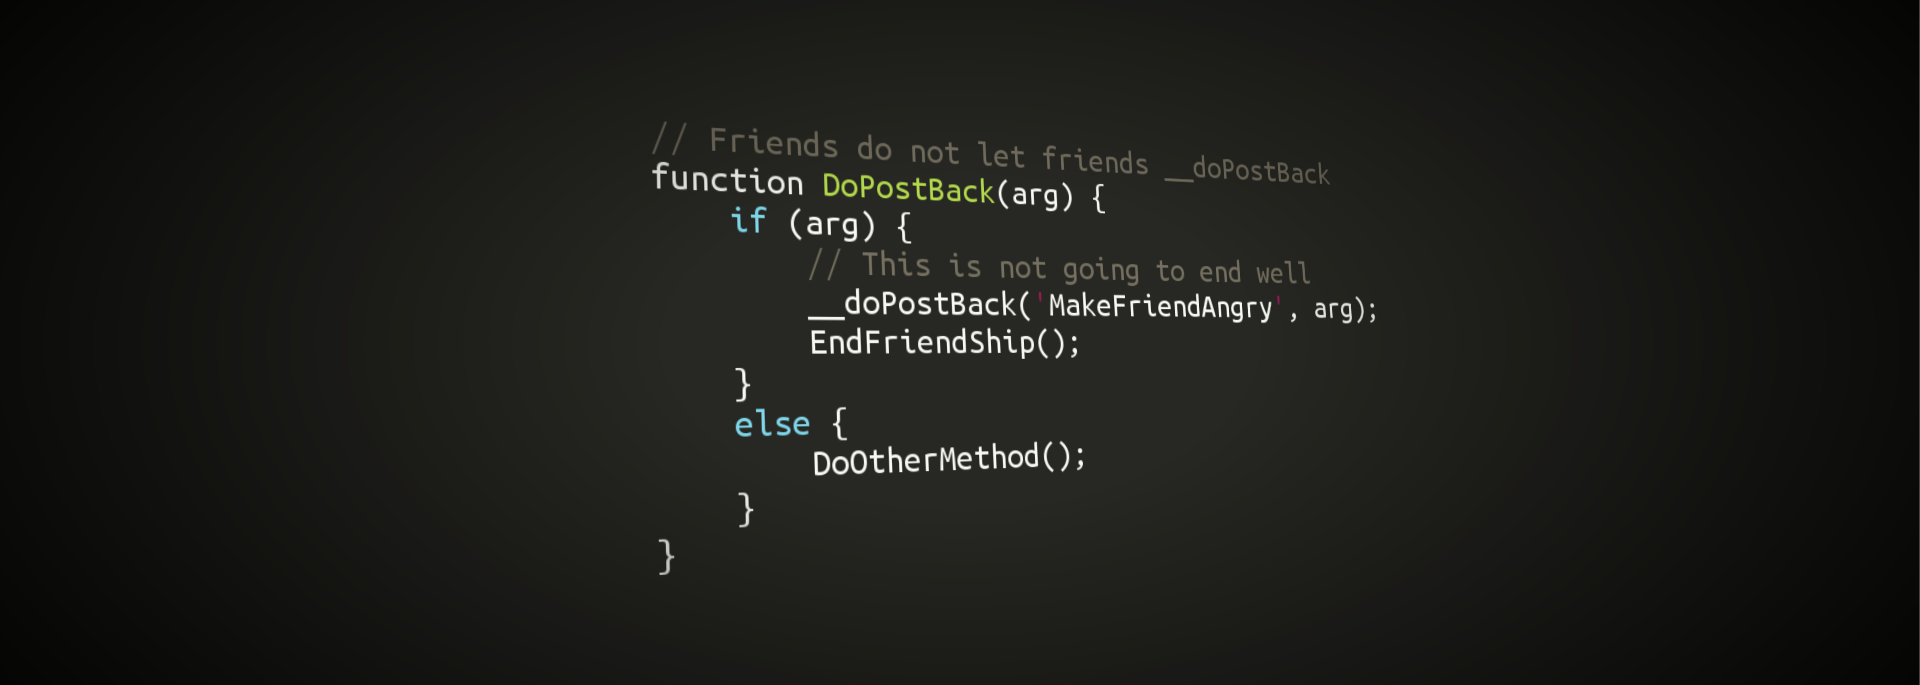 // Friends do not let friends __doPostBack
function DoPostBack(arg) {
if (arg) {
// This is not going to end well
__doPostBack('MakeFriendAngry', arg);
EndFriendShip();
}
else {
DoOtherMethod();
}
}